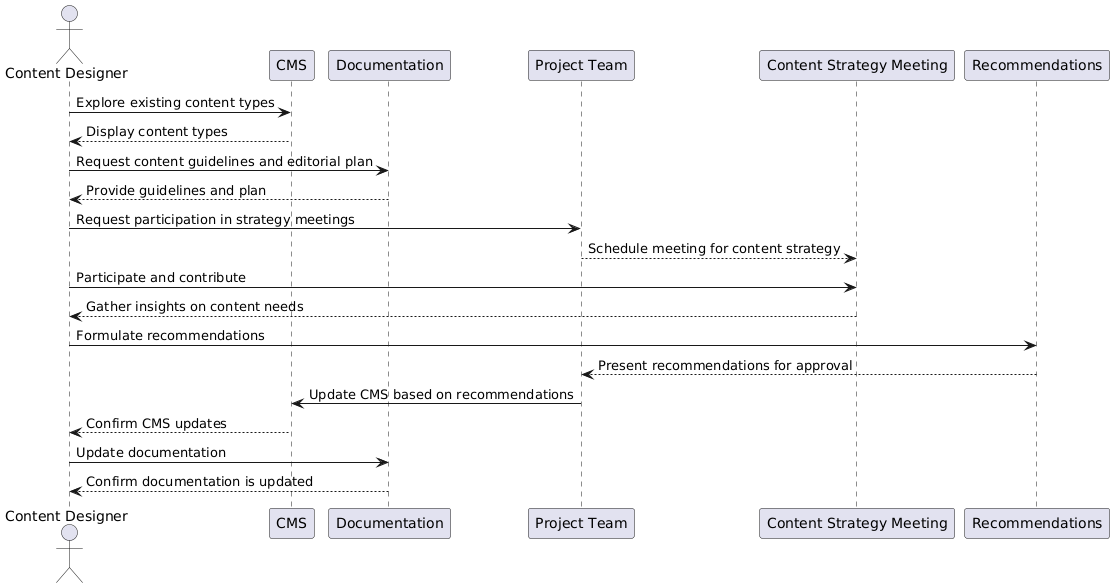 Content Designer
CMS
Documentation
Project Team
Content Strategy Meeting
Recommendations
Explore existing content types
Display content types
Request content guidelines and editorial plan
Provide guidelines and plan
Request participation in strategy meetings
Schedule meeting for content strategy
Participate and contribute
Gather insights on content needs
Formulate recommendations
Present recommendations for approval
Update CMS based on recommendations
Confirm CMS updates
Update documentation
Confirm documentation is updated
Content Designer
CMS
Documentation
Project Team
Content Strategy Meeting
Recommendations